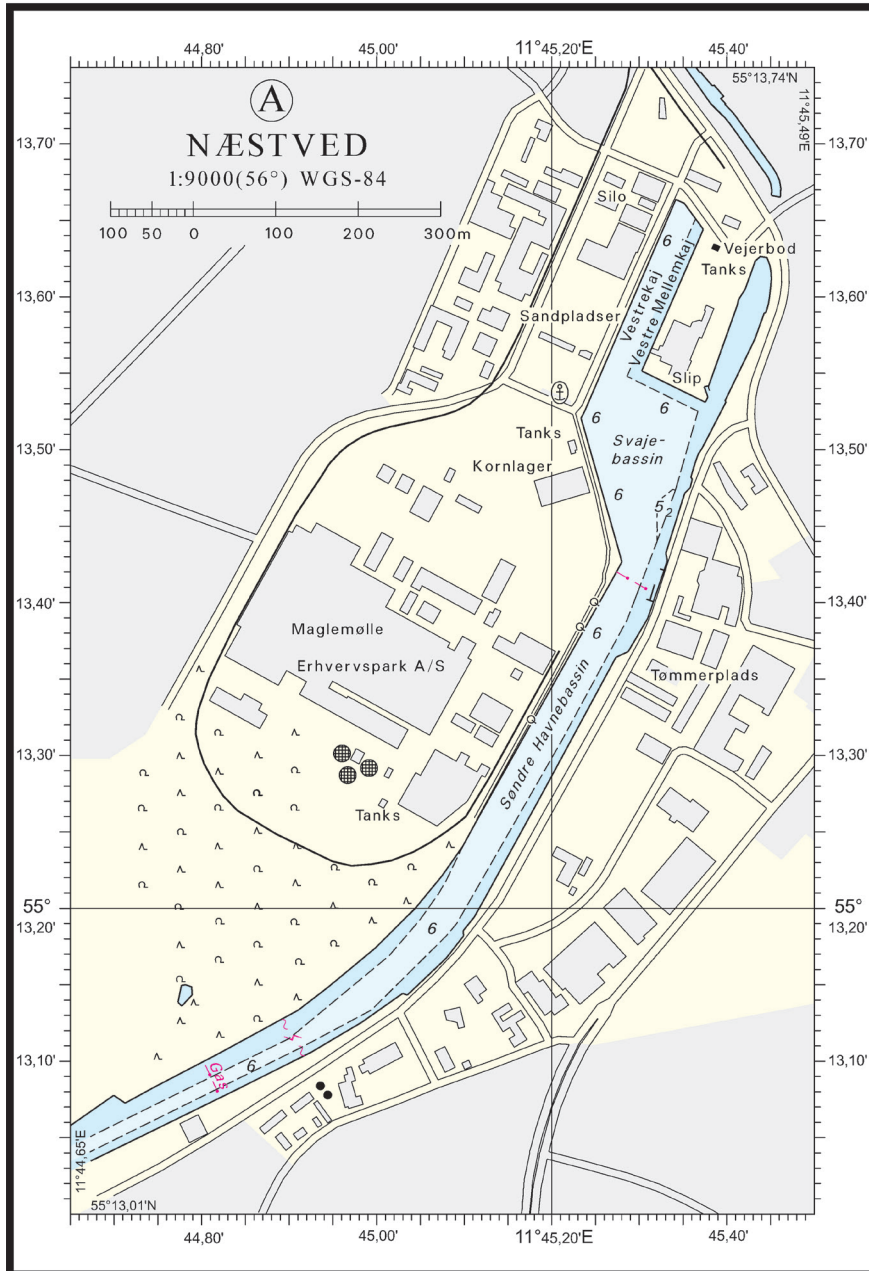 44,80'
45,00'
11°45,20'E
45,40'
55°13,74'N
11°45,49'E
A
NÆSTVED
1:9000(56°) WGS-84
100 50 0 100 200 300m
13,70'
13,70'
Silo
6
Vejerbod
Tanks
Vestrekaj
Vestre Mellemkaj
13,60'
13,60'
Sandpladser
Slip
6
6
Tanks
Svaje-
bassin
13,50'
13,50'
Kornlager
6
5₂
13,40'
13,40'
6
Maglemølle
Erhvervspark A/S
Tømmerplads
Søndre Havnebassin
13,30'
13,30'
Tanks
55°
55°
13,20'
13,20'
6
13,10'
13,10'
Gas
6
11°44,65'E
55°13,01'N
44,80'
45,00'
11°45,20'E
45,40'